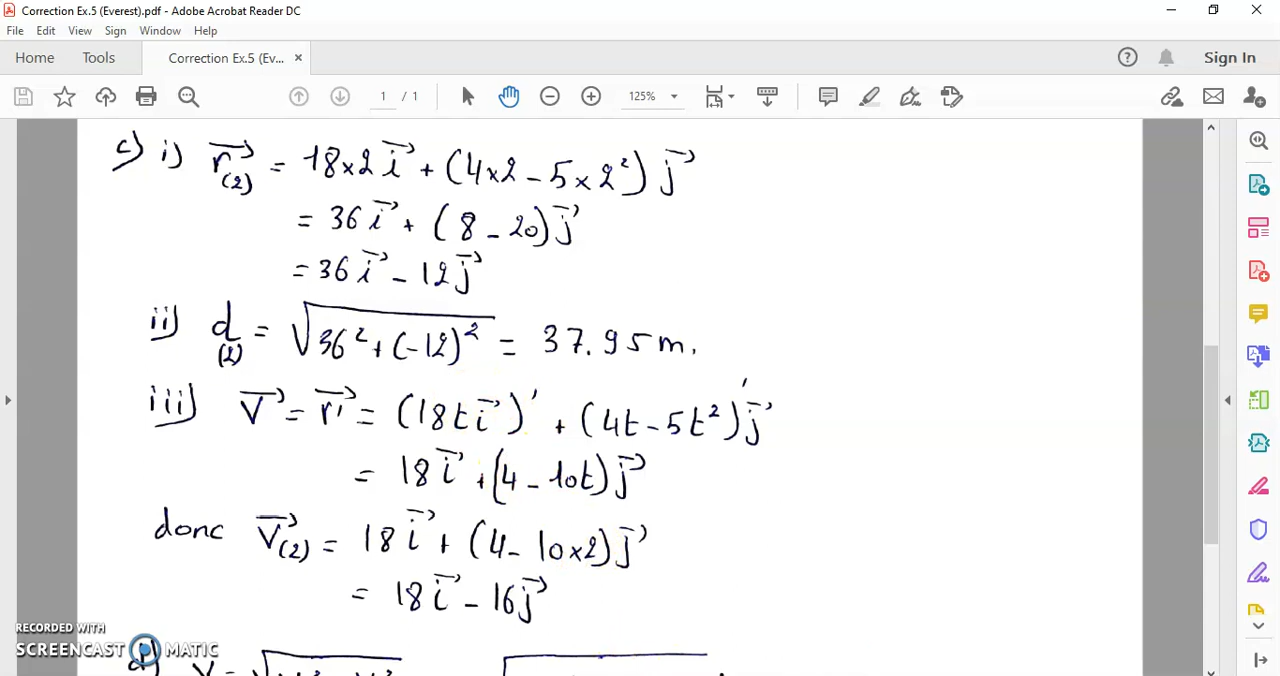 Correction Ex.5 (Everest).pdf - Adobe Acrobat Reader DC
File Edit View Sign Window Help
Home Tools Correction Ex.5 (Ev... × Sign In
1 / 1 125%
c) i) r⃗(2) = 18×2 i⃗ + (4×2 − 5×2²) j⃗
= 36 i⃗ + (8 − 20) j⃗
= 36 i⃗ − 12 j⃗
ii) d(2) = √(36² + (−12)²) = 37.95 m.
iii) V⃗ = r⃗' = (18t i⃗)' + (4t − 5t²)' j⃗
= 18 i⃗ + (4 − 10t) j⃗
donc V⃗(2) = 18 i⃗ + (4 − 10×2) j⃗
= 18 i⃗ − 16 j⃗
RECORDED WITH
SCREENCAST MATIC